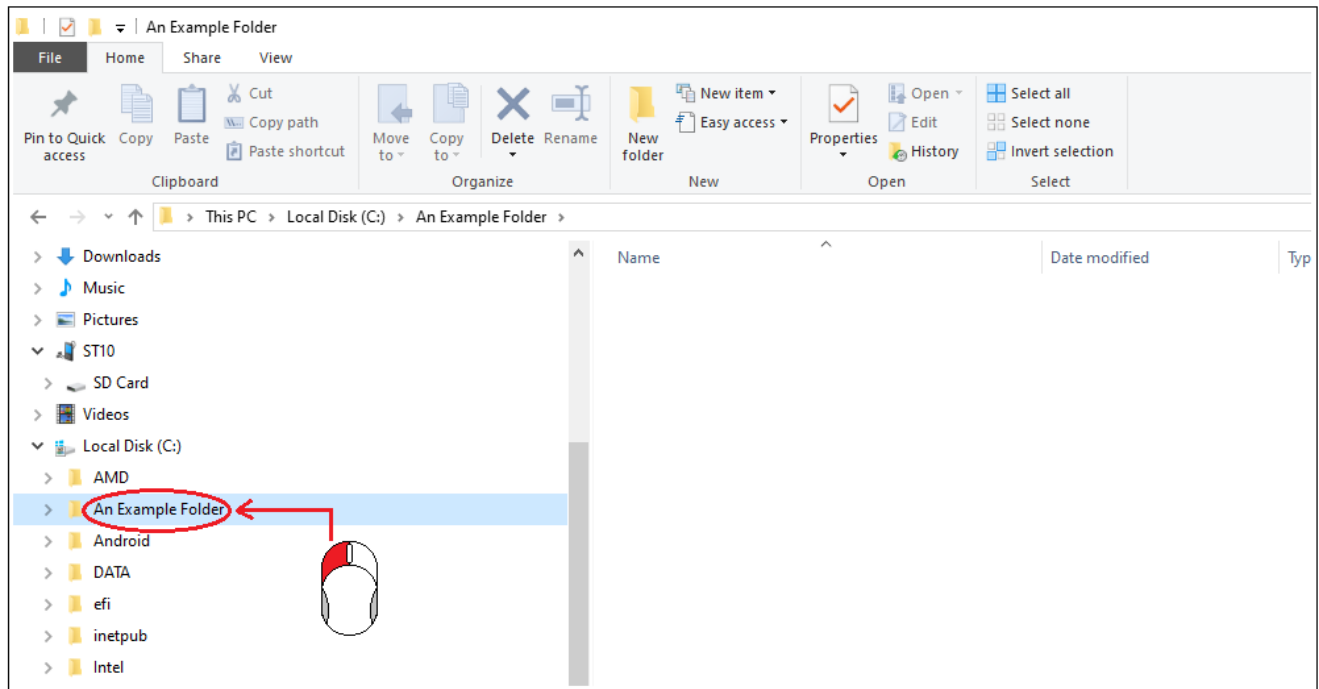 An Example Folder
File Home Share View
Pin to Quick access
Copy
Paste
Cut
Copy path
Paste shortcut
Clipboard
Move to
Copy to
Delete
Rename
Organize
New folder
New item
Easy access
New
Properties
Open
Edit
History
Open
Select all
Select none
Invert selection
Select
This PC > Local Disk (C:) > An Example Folder >
Name Date modified Typ
Downloads
Music
Pictures
ST10
SD Card
Videos
Local Disk (C:)
AMD
An Example Folder
Android
DATA
efi
inetpub
Intel